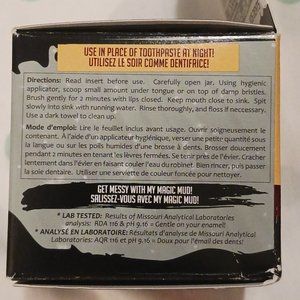 USE IN PLACE OF TOOTHPASTE AT NIGHT!
UTILISEZ LE SOIR COMME DENTIFRICE!
Directions: Read insert before use. Carefully open jar. Using hygienic
applicator, scoop small amount under tongue or on top of damp bristles.
Brush gently for 2 minutes with lips closed. Keep mouth close to sink. Spit
slowly into sink with running water. Rinse thoroughly, and floss if neccesary.
Use a dark towel to clean up.
Mode d'emploi: Lire le feuillet inclus avant usage. Ouvrir soigneusement le
contenant. À l'aide d'un applicateur hygiénique, verser une petite quantité sous
la langue ou sur les poils humides d'une brosse à dents. Brosser doucement
pendant 2 minutes en tenant les lèvres fermées. Se tenir près de l'évier. Cracher
lentement dans l'évier en faisant couler l'eau du robinet. Bien rincer, puis passer
la soie dentaire. Utiliser une serviette de couleur foncée pour nettoyer.
GET MESSY WITH MY MAGIC MUD!
SALISSEZ-VOUS AVEC MY MAGIC MUD!
* LAB TESTED: Results of Missouri Analytical Laboratories
analysis: RDA 116 & pH 9.16 = Gentle on your enamel!
* ANALYSÉ EN LABORATOIRE: Résultats d'analyse de Missouri Analytical
Laboratories: AQR 116 et pH 9.16 = Doux pour l'émail des dents!